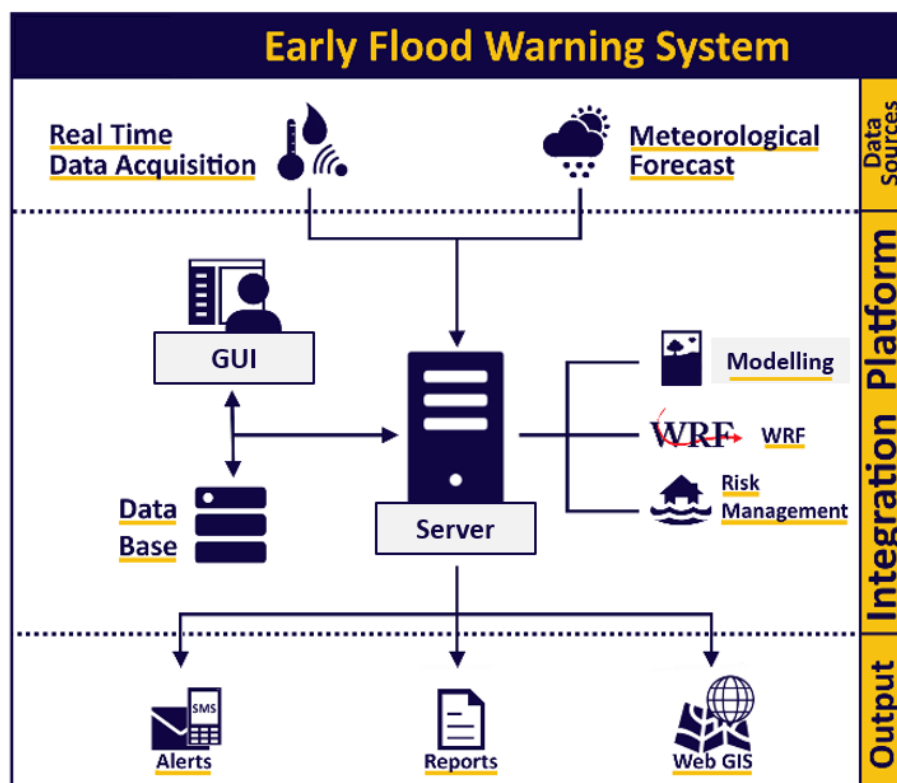 Early Flood Warning System
Real Time
Data Acquisition
Meteorological
Forecast
Data
Sources
GUI
Modelling
WRF
WRF
Risk
Management
Data
Base
Server
Integration Platform
SMS
Alerts
Reports
Web GIS
Output